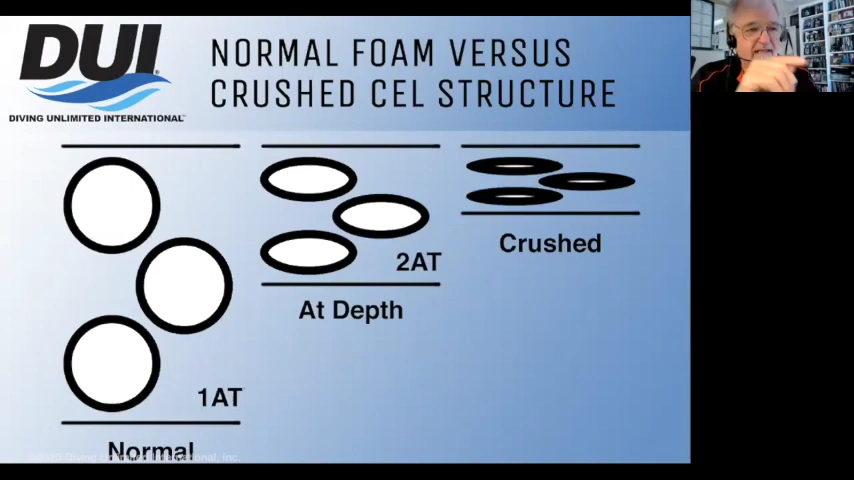 DUI
DIVING UNLIMITED INTERNATIONAL
NORMAL FOAM VERSUS
CRUSHED CEL STRUCTURE
1AT
Normal
2AT
At Depth
Crushed